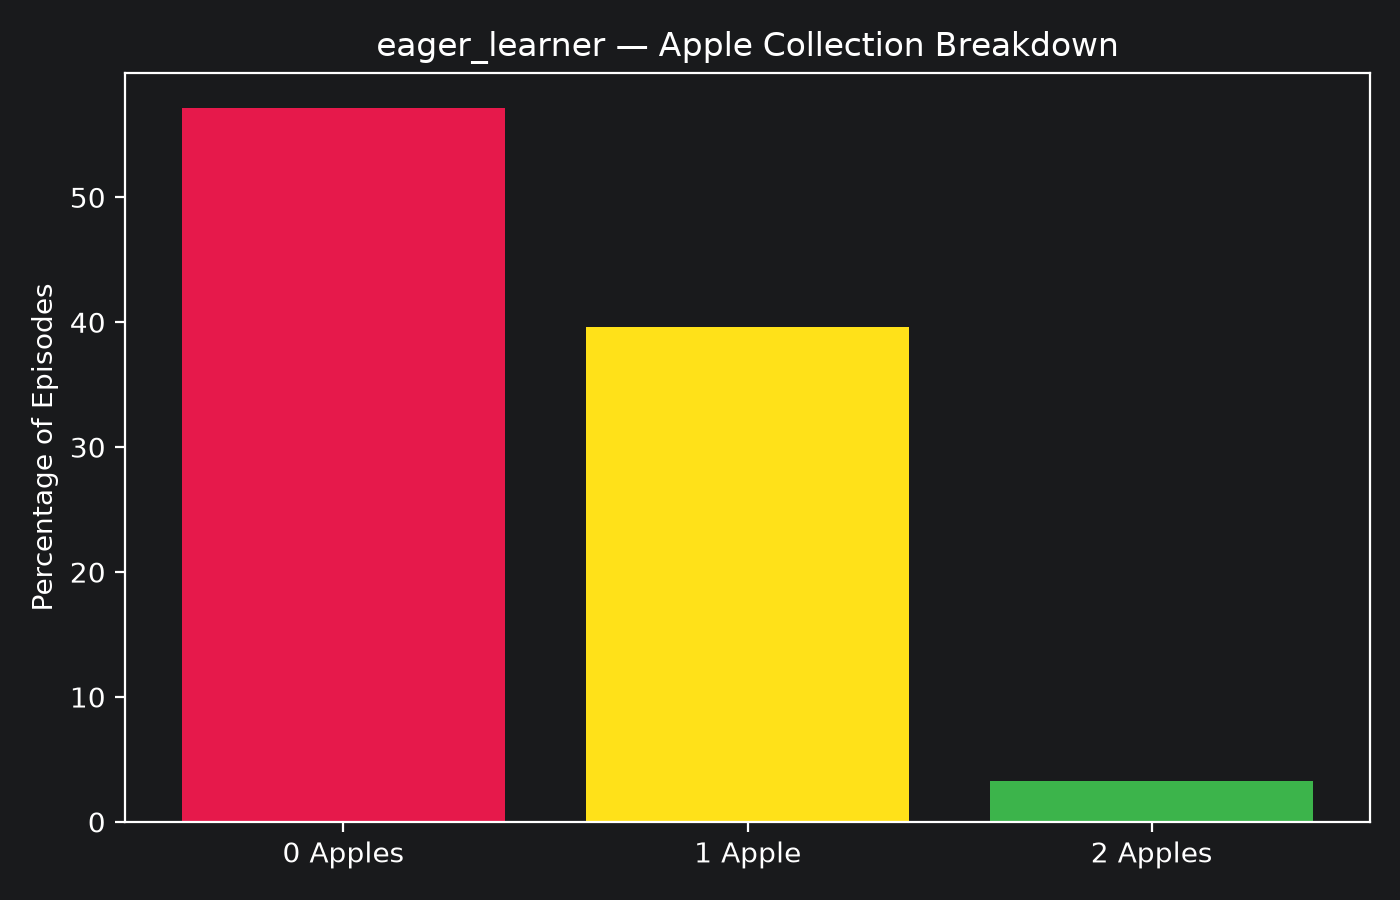 eager_learner — Apple Collection Breakdown
Percentage of Episodes
50
40
30
20
10
0
0 Apples
1 Apple
2 Apples